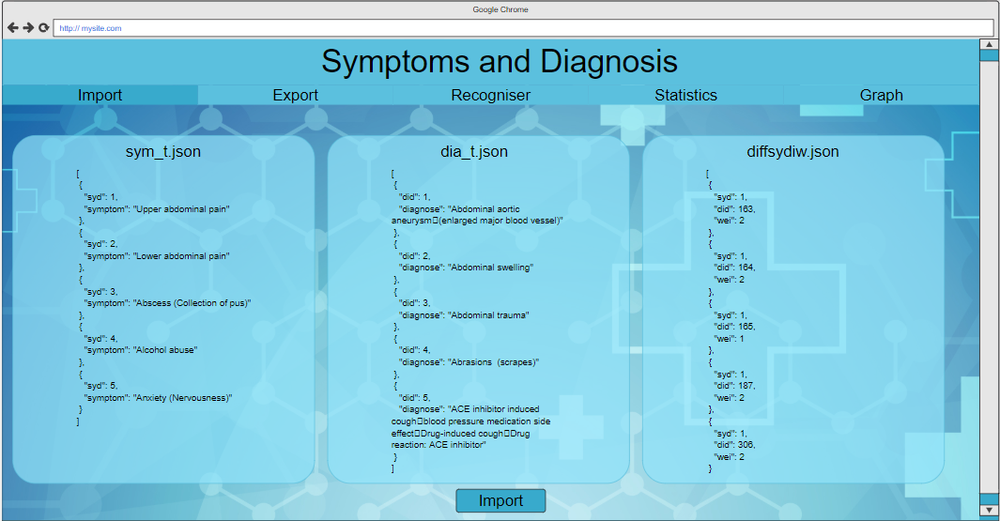 Google Chrome
http:// mysite.com
Symptoms and Diagnosis
Import
Export
Recogniser
Statistics
Graph
sym_t.json
[
{
"syd": 1,
"symptom": "Upper abdominal pain"
},
{
"syd": 2,
"symptom": "Lower abdominal pain"
},
{
"syd": 3,
"symptom": "Abscess (Collection of pus)"
},
{
"syd": 4,
"symptom": "Alcohol abuse"
},
{
"syd": 5,
"symptom": "Anxiety (Nervousness)"
}
]
dia_t.json
[
{
"did": 1,
"diagnose": "Abdominal aortic
aneurysm□(enlarged major blood vessel)"
},
{
"did": 2,
"diagnose": "Abdominal swelling"
},
{
"did": 3,
"diagnose": "Abdominal trauma"
},
{
"did": 4,
"diagnose": "Abrasions  (scrapes)"
},
{
"did": 5,
"diagnose": "ACE inhibitor induced
cough□blood pressure medication side
effect□Drug-induced cough□Drug
reaction: ACE inhibitor"
}
]
diffsydiw.json
[
{
"syd": 1,
"did": 163,
"wei": 2
},
{
"syd": 1,
"did": 164,
"wei": 2
},
{
"syd": 1,
"did": 165,
"wei": 1
},
{
"syd": 1,
"did": 187,
"wei": 2
},
{
"syd": 1,
"did": 306,
"wei": 2
}
Import